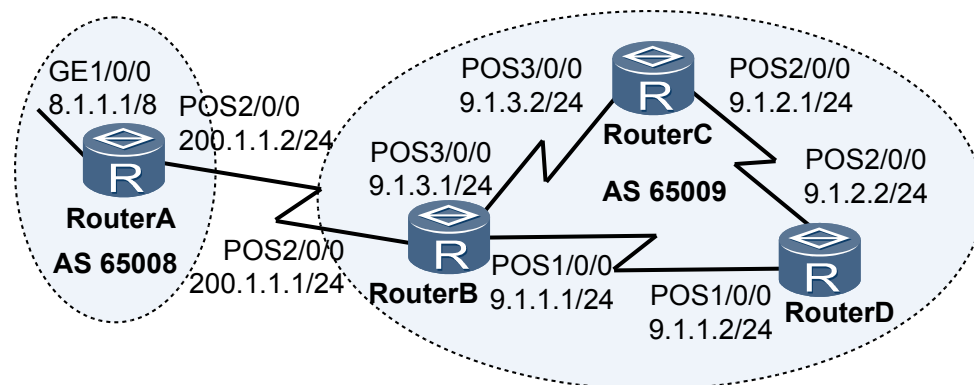 GE1/0/0
8.1.1.1/8
POS2/0/0
200.1.1.2/24
R
RouterA
AS 65008
POS2/0/0
200.1.1.1/24
POS3/0/0
9.1.3.1/24
R
RouterB
POS1/0/0
9.1.1.1/24
POS3/0/0
9.1.3.2/24
R
RouterC
POS2/0/0
9.1.2.1/24
AS 65009
POS2/0/0
9.1.2.2/24
R
RouterD
POS1/0/0
9.1.1.2/24